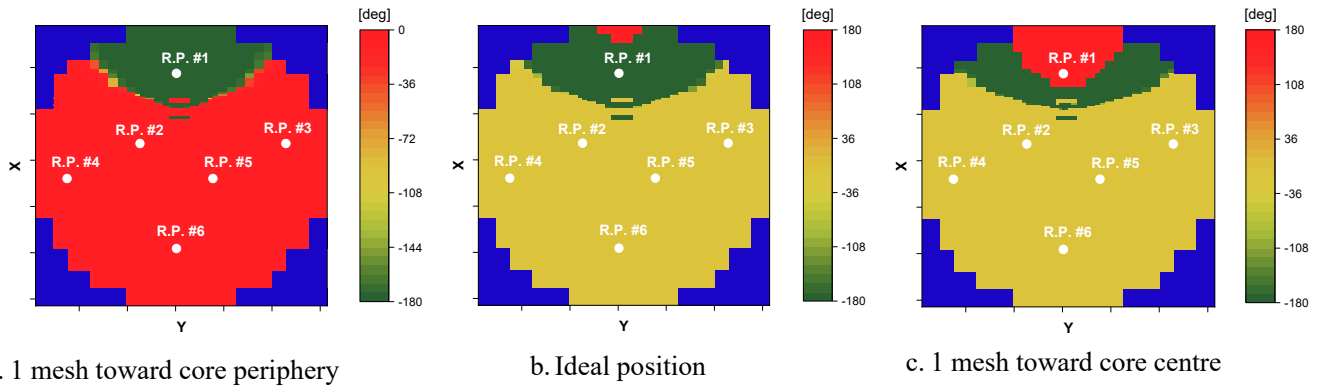 [deg]
R.P. #1
R.P. #2
R.P. #3
R.P. #4
R.P. #5
R.P. #6
X
Y
0
-36
-72
-108
-144
-180
. 1 mesh toward core periphery
[deg]
R.P. #1
R.P. #2
R.P. #3
R.P. #4
R.P. #5
R.P. #6
Y
180
108
36
-36
-108
-180
b. Ideal position
[deg]
R.P. #1
R.P. #2
R.P. #3
R.P. #4
R.P. #5
R.P. #6
X
Y
180
108
36
-36
-108
-180
c. 1 mesh toward core centre